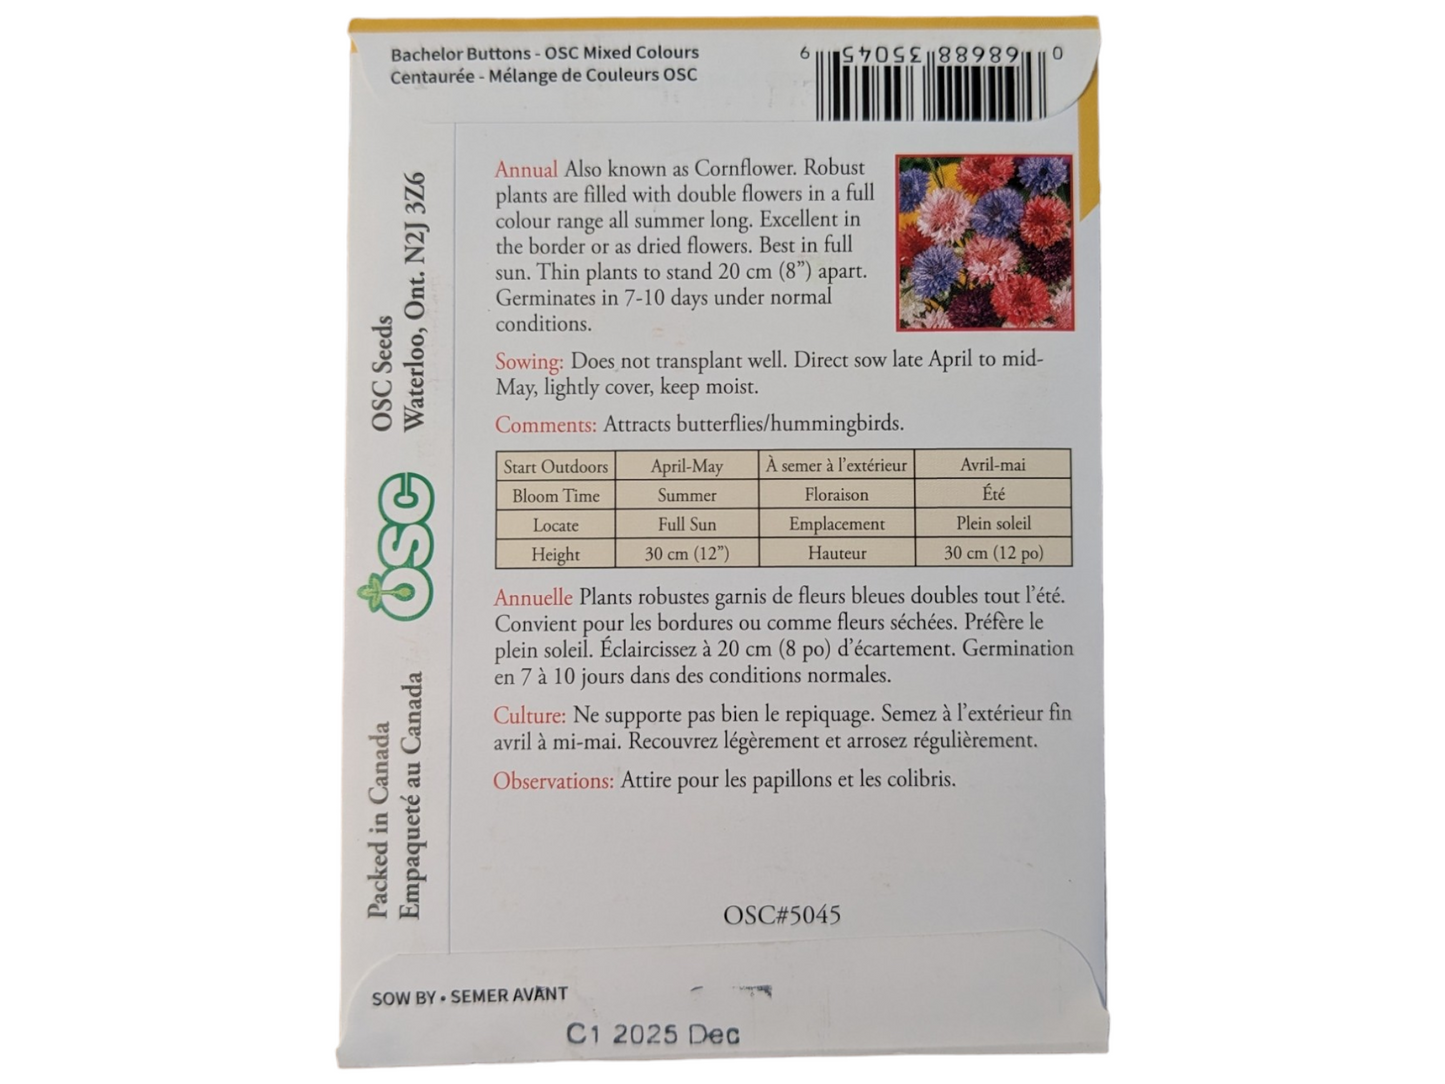 Bachelor Buttons - OSC Mixed Colours
Centaurée - Mélange de Couleurs OSC
0 68688 35045 9
Annual Also known as Cornflower. Robust
plants are filled with double flowers in a full
colour range all summer long. Excellent in
the border or as dried flowers. Best in full
sun. Thin plants to stand 20 cm (8”) apart.
Germinates in 7-10 days under normal
conditions.
Sowing: Does not transplant well. Direct sow late April to mid-
May, lightly cover, keep moist.
Comments: Attracts butterflies/hummingbirds.
Start Outdoors April-May À semer à l’extérieur Avril-mai
Bloom Time Summer Floraison Été
Locate Full Sun Emplacement Plein soleil
Height 30 cm (12”) Hauteur 30 cm (12 po)
Annuelle Plants robustes garnis de fleurs bleues doubles tout l’été.
Convient pour les bordures ou comme fleurs séchées. Préfère le
plein soleil. Éclaircissez à 20 cm (8 po) d’écartement. Germination
en 7 à 10 jours dans des conditions normales.
Culture: Ne supporte pas bien le repiquage. Semez à l’extérieur fin
avril à mi-mai. Recouvrez légèrement et arrosez régulièrement.
Observations: Attire pour les papillons et les colibris.
OSC#5045
OSC Seeds
Waterloo, Ont. N2J 3Z6
OSC
Packed in Canada
Empaqueté au Canada
SOW BY • SEMER AVANT
C1 2025 Dec